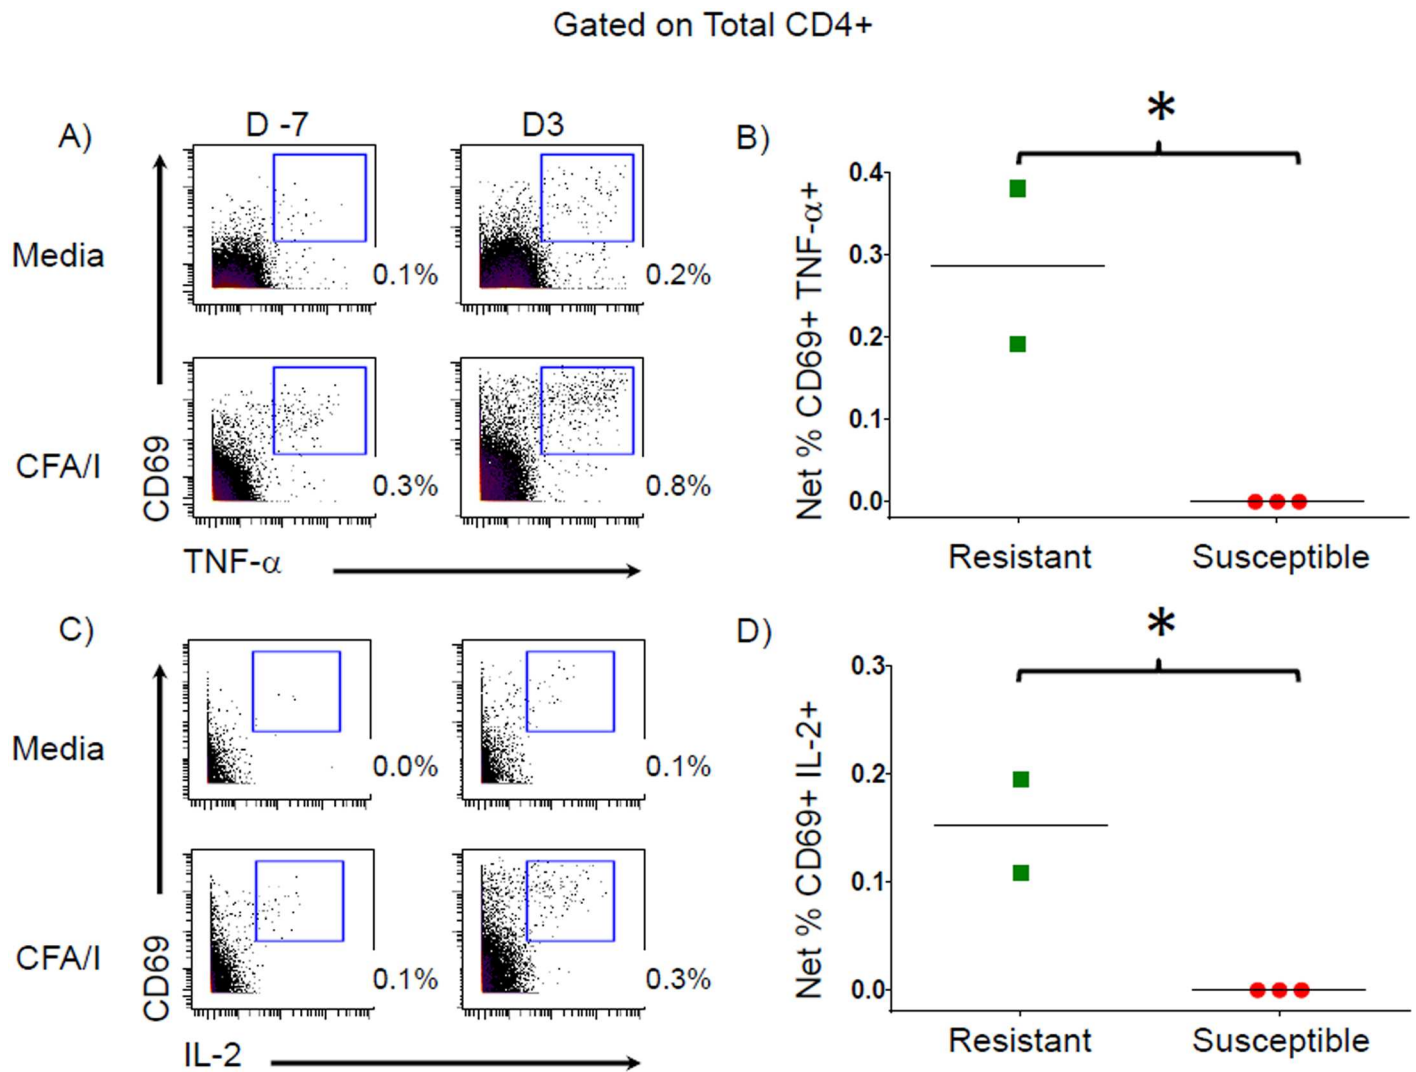 Gated on Total CD4+
A)
D -7
D3
Media
0.1%
0.2%
CFA/I
0.3%
0.8%
CD69
TNF-α
B)
*
Net % CD69+ TNF-α+
0.4
0.3
0.2
0.1
0.0
Resistant
Susceptible
C)
Media
0.0%
0.1%
CFA/I
0.1%
0.3%
CD69
IL-2
D)
*
Net % CD69+ IL-2+
0.3
0.2
0.1
0.0
Resistant
Susceptible